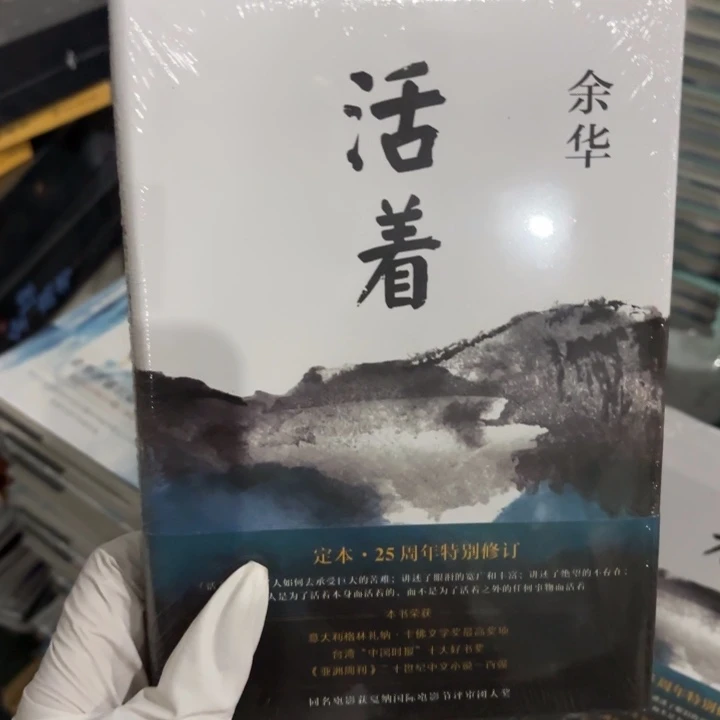 活着
余华
定本·25周年特别修订
人如何去承受巨大的苦难；讲述了眼泪的宽广和丰富；讲述了绝望的不存在；
人是为了活着本身而活着的，而不是为了活着之外的任何事物而活着
本书荣获
意大利格林扎纳·卡佛文学奖最高奖项
台湾“中国时报”十大好书奖
《亚洲周刊》二十世纪中文小说百强
同名电影获戛纳国际电影节评审团大奖